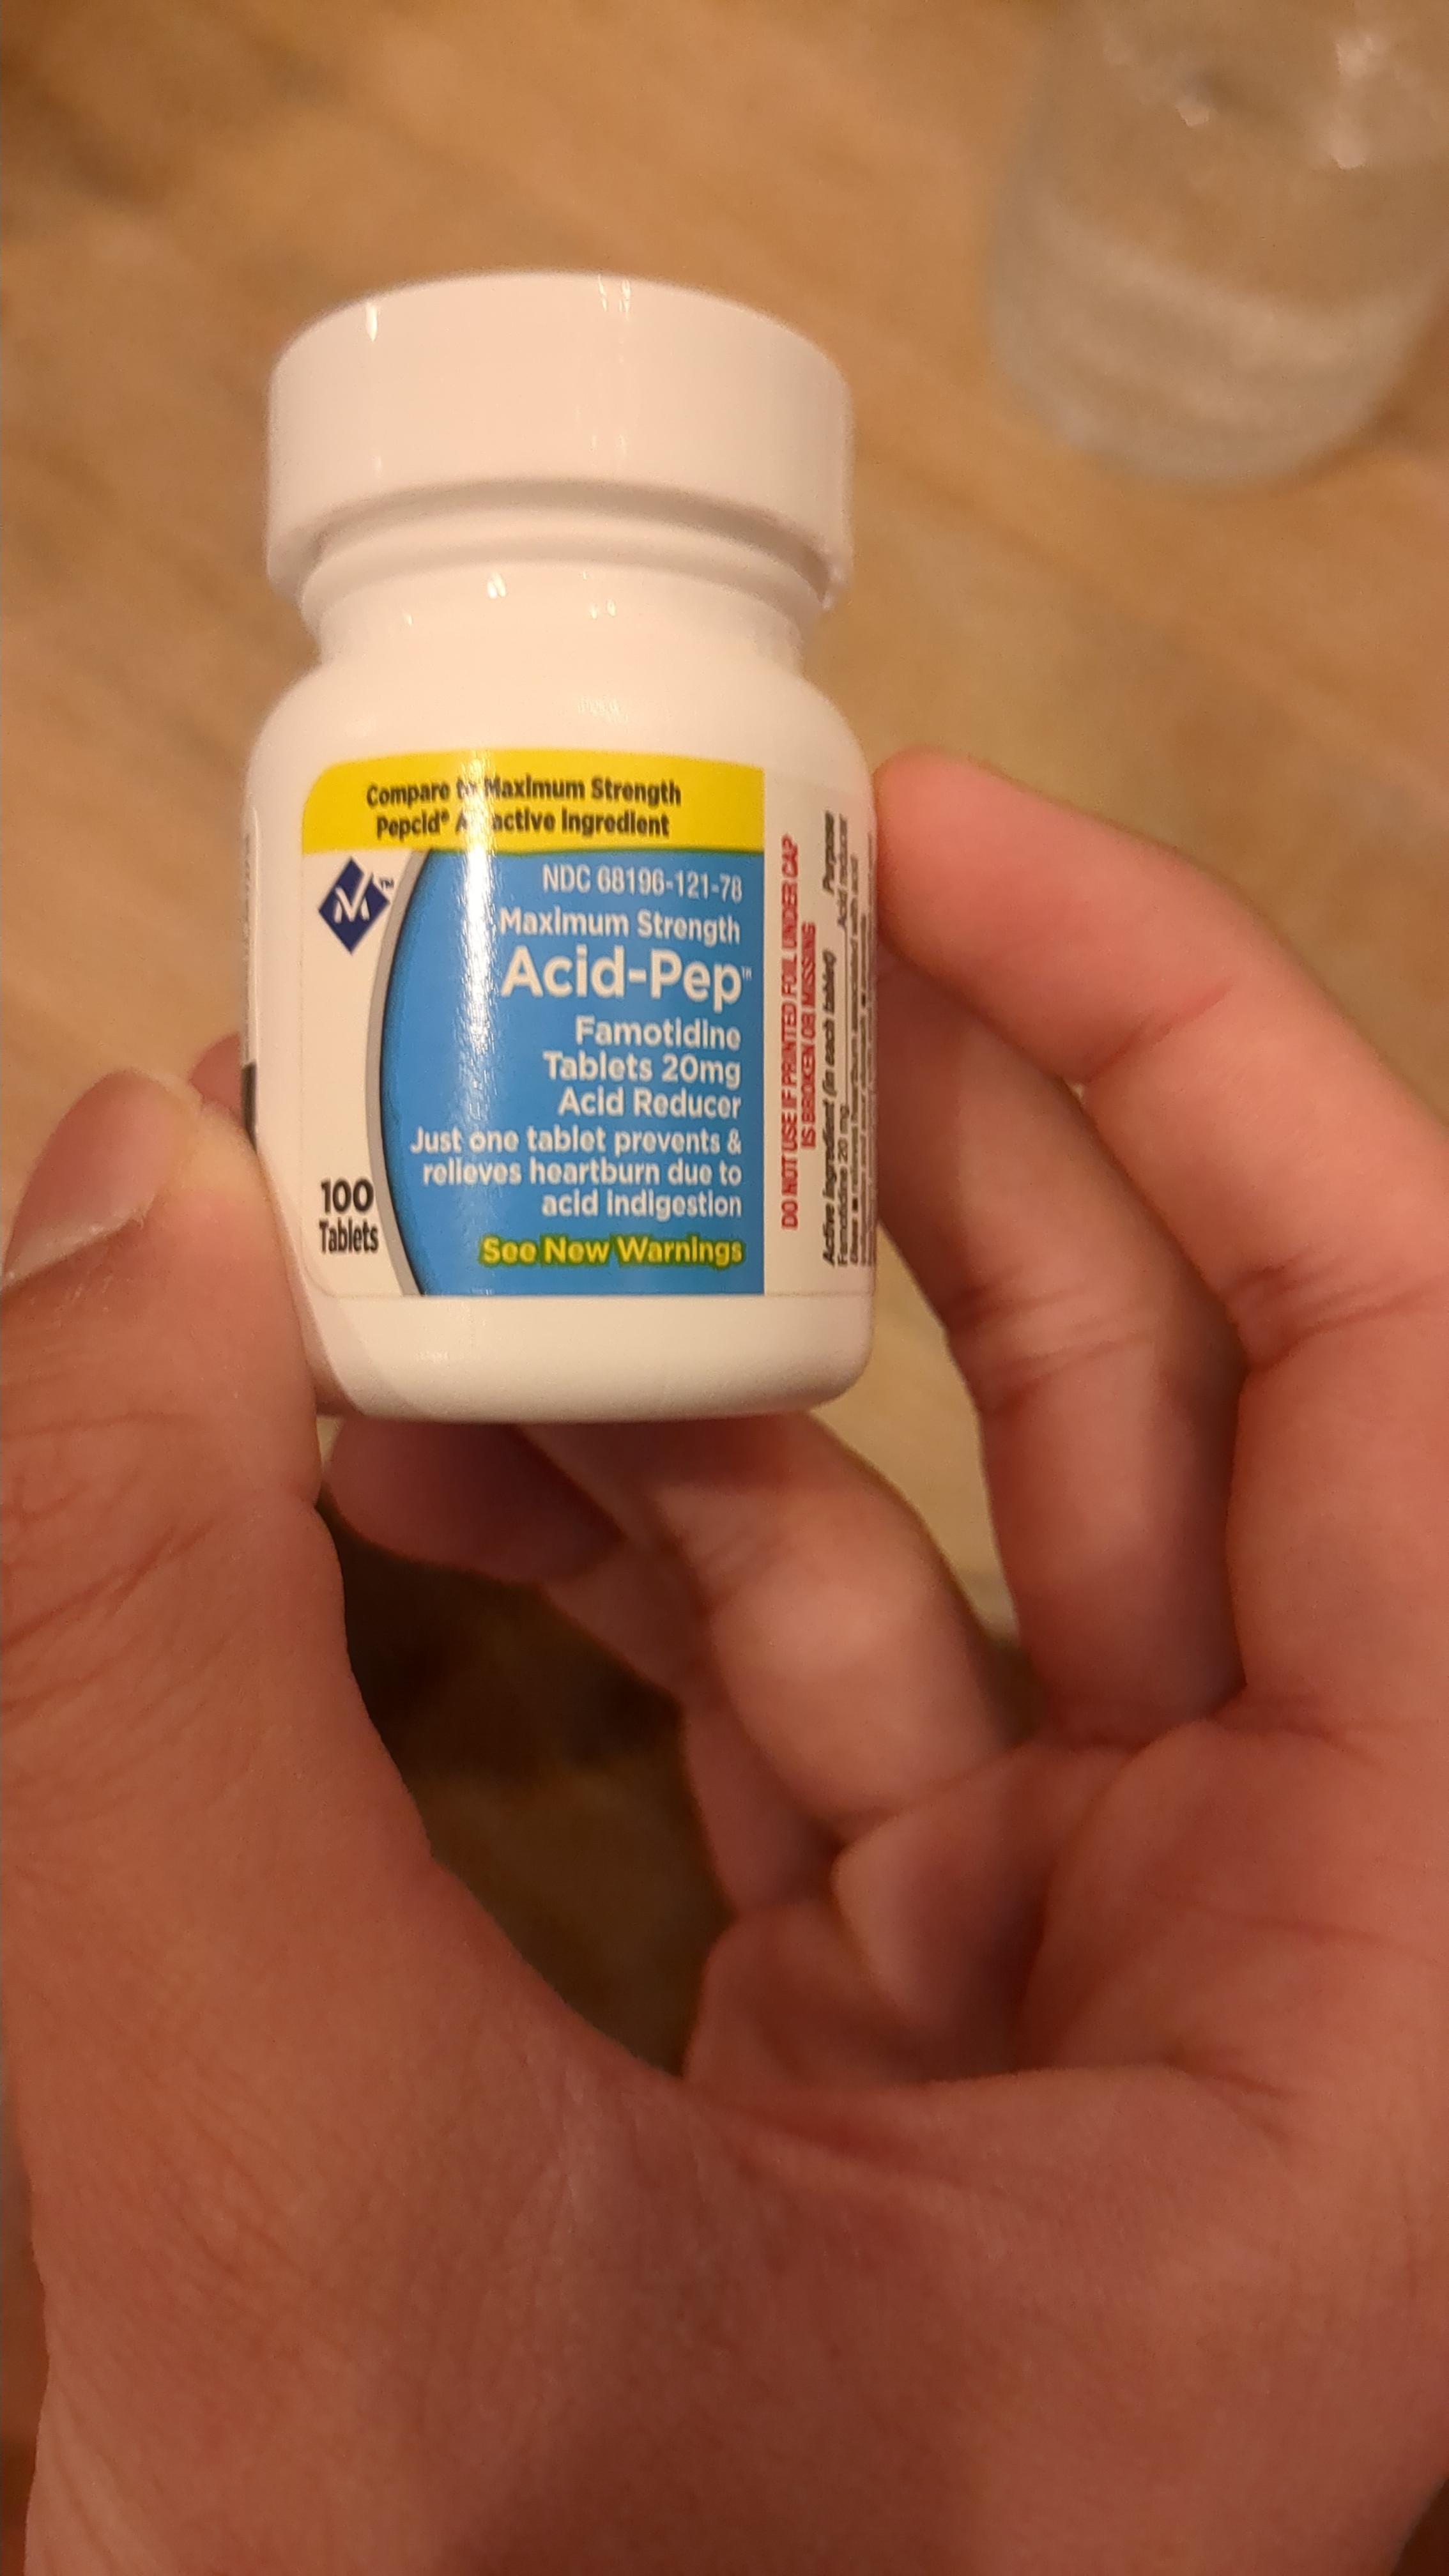 Compare to Maximum Strength
Pepcid® active ingredient
NDC 68196-121-78
Maximum Strength
Acid-Pep™
Famotidine
Tablets 20mg
Acid Reducer
Just one tablet prevents &
relieves heartburn due to
acid indigestion
See New Warnings
M™
100
Tablets
DO NOT USE IF PRINTED FOIL UNDER CAP
IS BROKEN OR MISSING
Active ingredient (in each tablet) Purpose
Famotidine 20 mg Acid reducer